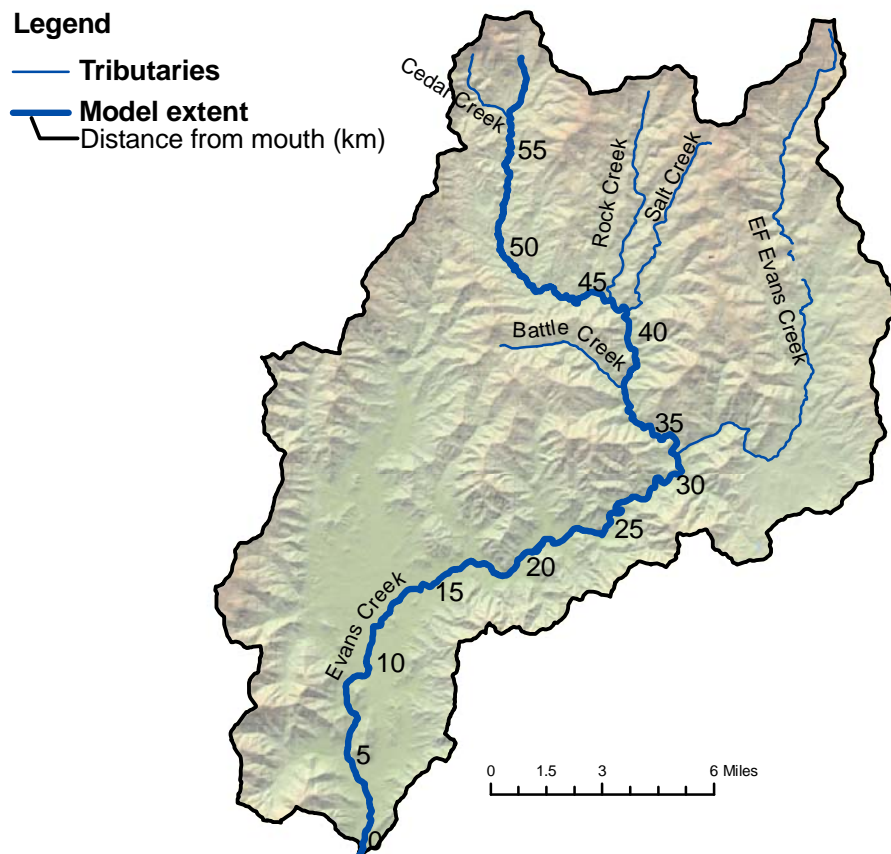 Legend
Tributaries
Model extent
Distance from mouth (km)
Cedar Creek
55
Rock Creek
Salt Creek
EF Evans Creek
50
45
40
Battle Creek
35
30
25
20
15
Evans Creek
10
5
0
0 1.5 3 6 Miles